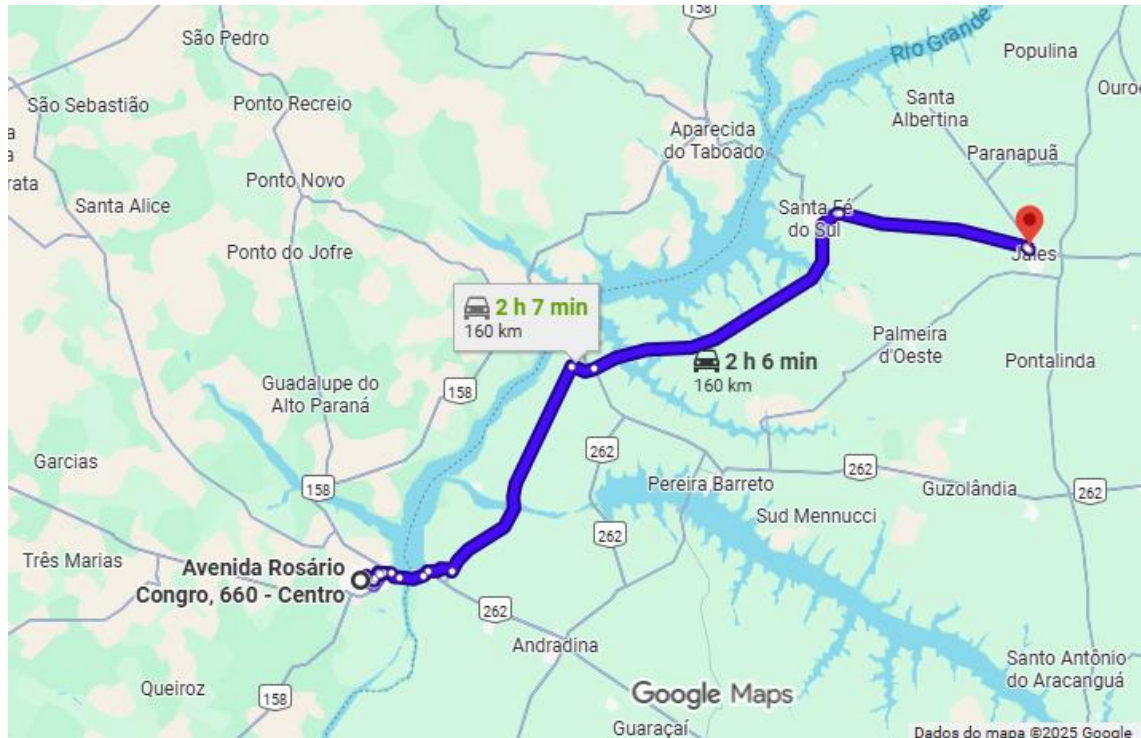 158
Rio Grande
Populina
São Pedro
Ouroe
São Sebastião
Ponto Recreio
Santa
Albertina
Aparecida
do Taboado
a
a
Paranapuã
rata
Ponto Novo
Santa Alice
Santa Fé
do Sul
Ponto do Jofre
Jales
2 h 7 min
160 km
Palmeira
d'Oeste
2 h 6 min
160 km
Pontalinda
Guadalupe do
Alto Paraná
158
262
Garcias
158
Pereira Barreto
262
Guzolândia
262
Sud Mennucci
262
Três Marias
Avenida Rosário
Congro, 660 - Centro
262
Andradina
Santo Antônio
do Aracanguá
Queiroz
158
Google Maps
Guaraçaí
Dados do mapa ©2025 Google